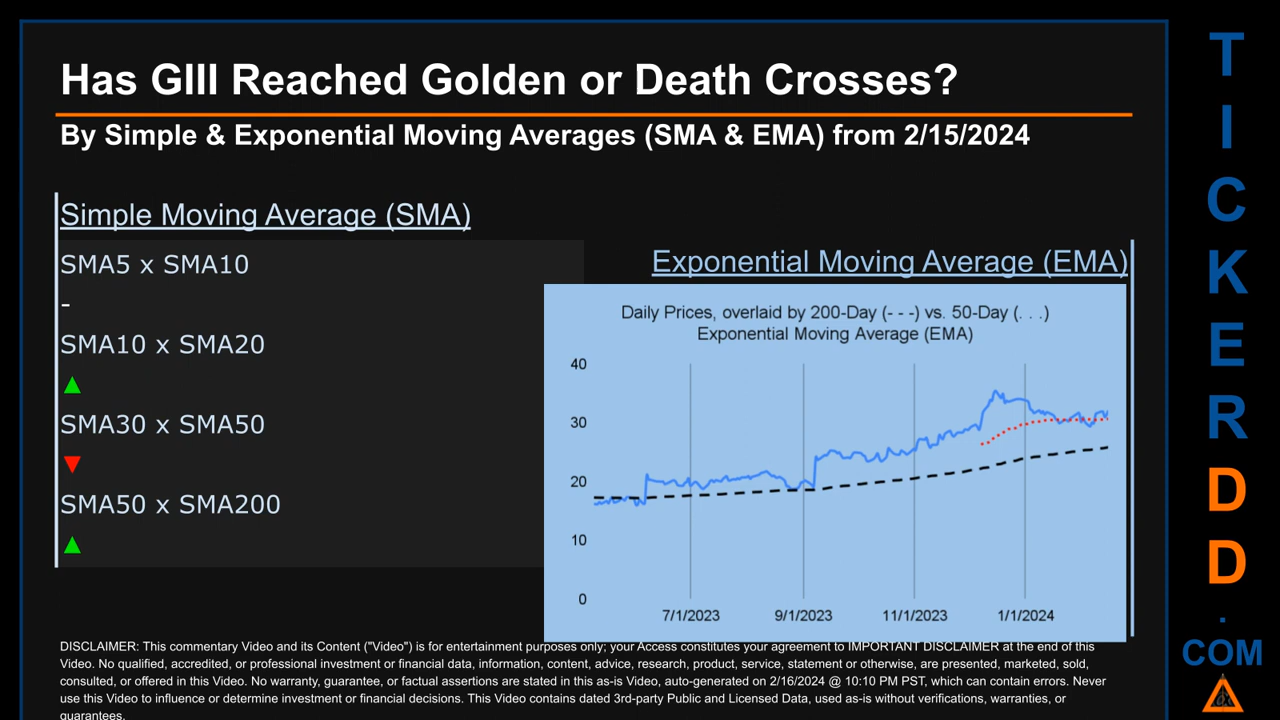 Has GIII Reached Golden or Death Crosses?
By Simple & Exponential Moving Averages (SMA & EMA) from 2/15/2024
Simple Moving Average (SMA)
SMA5 x SMA10
-
SMA10 x SMA20
▲
SMA30 x SMA50
▼
SMA50 x SMA200
▲
Exponential Moving Average (EMA)
Daily Prices, overlaid by 200-Day (- - -) vs. 50-Day (. . .)
Exponential Moving Average (EMA)
40
30
20
10
0
7/1/2023 9/1/2023 11/1/2023 1/1/2024
DISCLAIMER: This commentary Video and its Content ("Video") is for entertainment purposes only; your Access constitutes your agreement to IMPORTANT DISCLAIMER at the end of this
Video. No qualified, accredited, or professional investment or financial data, information, content, advice, research, product, service, statement or otherwise, are presented, marketed, sold,
consulted, or offered in this Video. No warranty, guarantee, or factual assertions are stated in this as-is Video, auto-generated on 2/16/2024 @ 10:10 PM PST, which can contain errors. Never
use this Video to influence or determine investment or financial decisions. This Video contains dated 3rd-party Public and Licensed Data, used as-is without verifications, warranties, or
guarantees.
T
I
C
K
E
R
D
D
.
COM